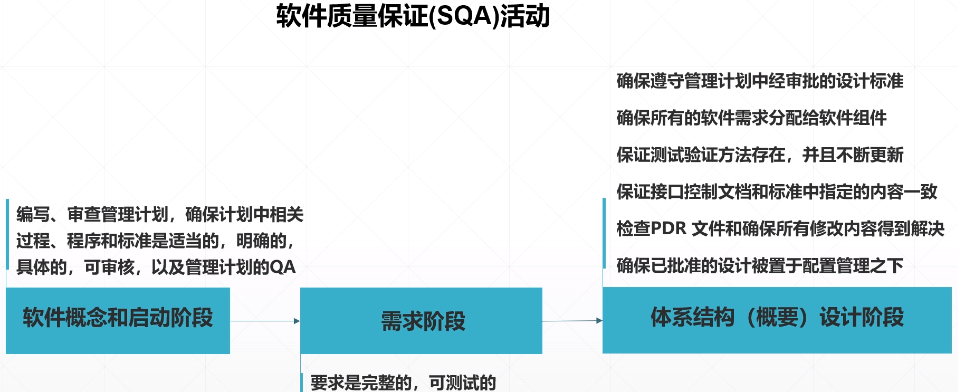 软件质量保证(SQA)活动
确保遵守管理计划中经审批的设计标准
确保所有的软件需求分配给软件组件
保证测试验证方法存在，并且不断更新
保证接口控制文档和标准中指定的内容一致
检查PDR 文件和确保所有修改内容得到解决
确保已批准的设计被置于配置管理之下
编写、审查管理计划，确保计划中相关
过程、程序和标准是适当的，明确的，
具体的，可审核，以及管理计划的QA
软件概念和启动阶段
需求阶段
体系结构（概要）设计阶段
要求是完整的，可测试的